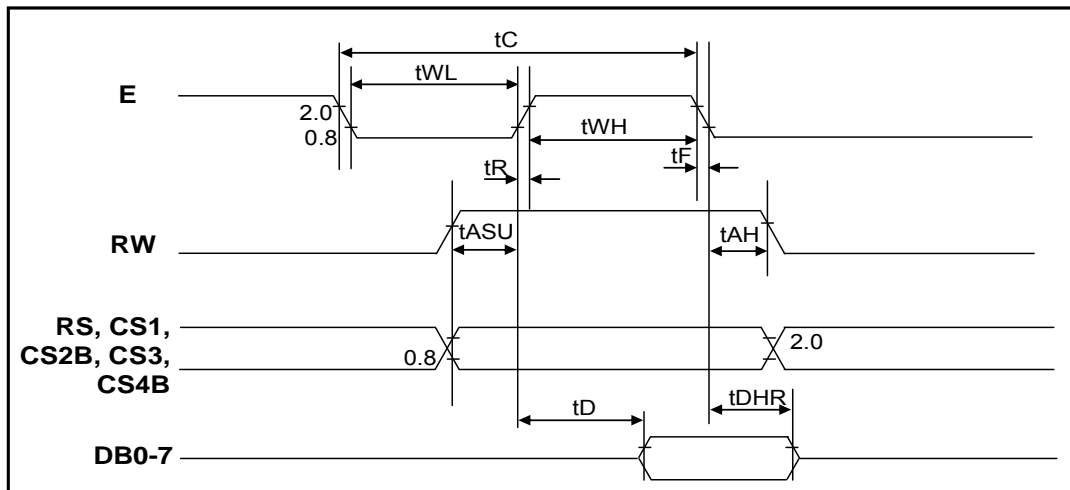 tC
tWL
E
2.0
0.8
tWH
tR
tF
RW
tASU
tAH
RS, CS1,
CS2B, CS3,
CS4B
0.8
2.0
tD
tDHR
DB0-7